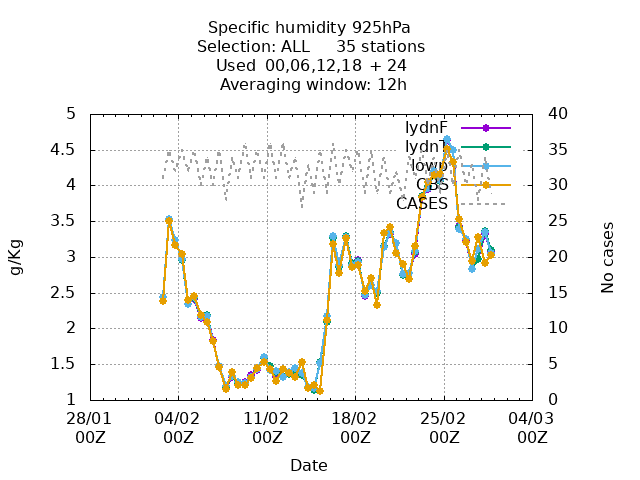 Specific humidity 925hPa
Selection: ALL 35 stations
Used 00,06,12,18 + 24
Averaging window: 12h
5
4.5
4
3.5
3
2.5
2
1.5
1
40
35
30
25
20
15
10
5
0
g/Kg
No cases
lydnF
lydnT
lowp
OBS
CASES
28/01 04/02 11/02 18/02 25/02 04/03
00Z 00Z 00Z 00Z 00Z 00Z
Date